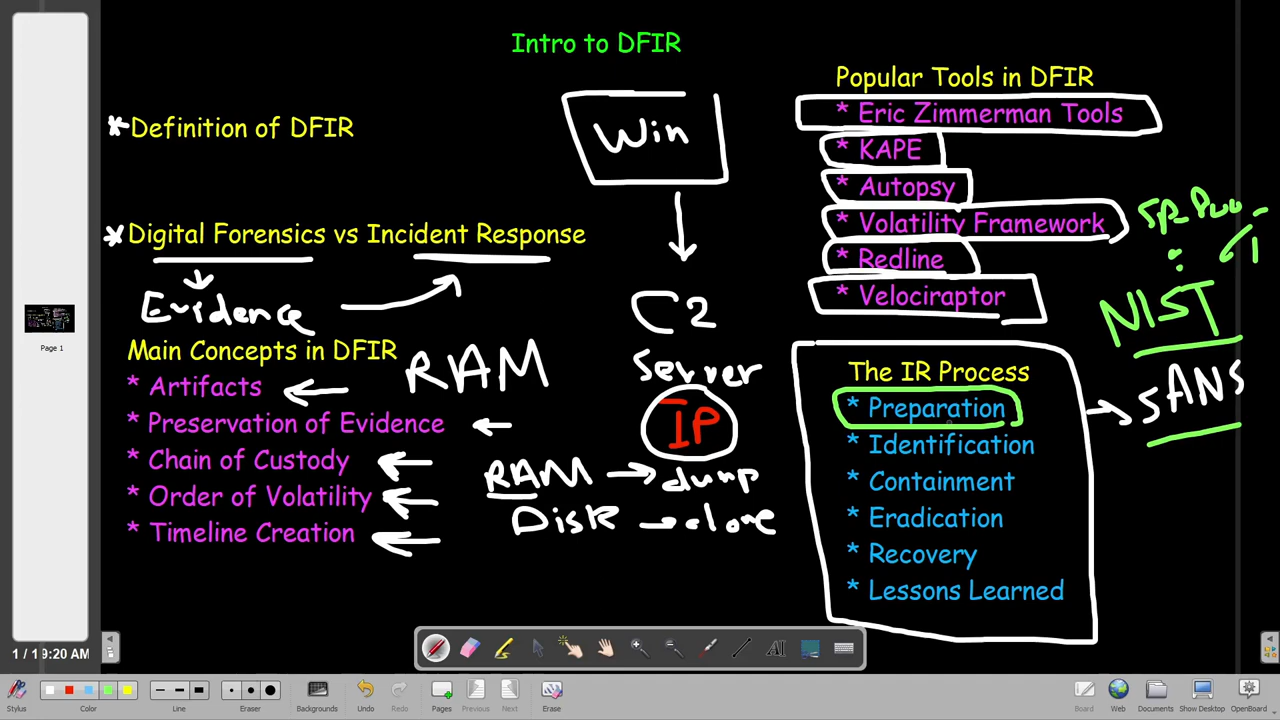 Intro to DFIR
* Definition of DFIR
* Digital Forensics vs Incident Response
Evidence
Main Concepts in DFIR
* Artifacts
* Preservation of Evidence
* Chain of Custody
* Order of Volatility
* Timeline Creation
RAM
Win
C2
Server
IP
RAM → dump
Disk → clone
Popular Tools in DFIR
* Eric Zimmerman Tools
* KAPE
* Autopsy
* Volatility Framework
* Redline
* Velociraptor
NIST
SANS
The IR Process
* Preparation
* Identification
* Containment
* Eradication
* Recovery
* Lessons Learned
Page 1
1 / 1 9:20 AM
Stylus
Color
Line
Eraser
Backgrounds
Undo
Redo
Pages
Previous
Next
Erase
Board
Web
Documents
Show Desktop
OpenBoard